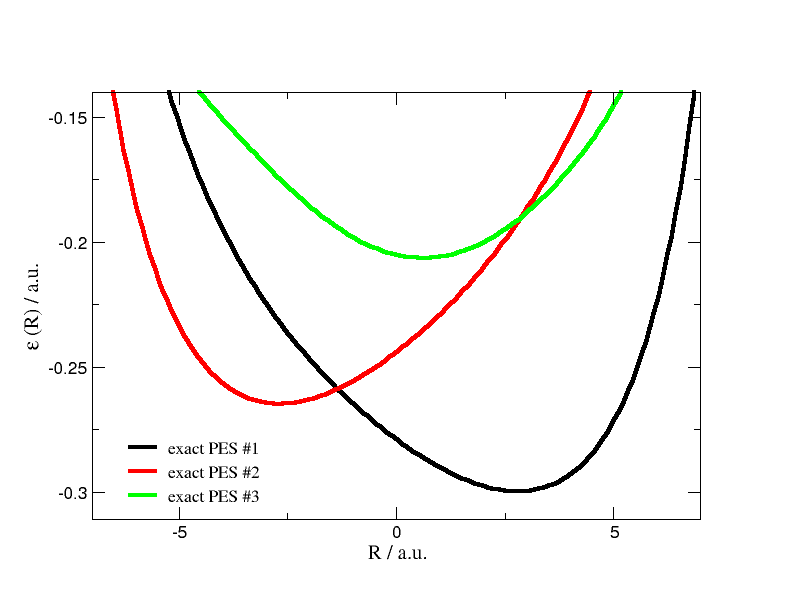 -0.15
-0.2
-0.25
-0.3
ε (R) / a.u.
exact PES #1
exact PES #2
exact PES #3
-5 0 5
R / a.u.